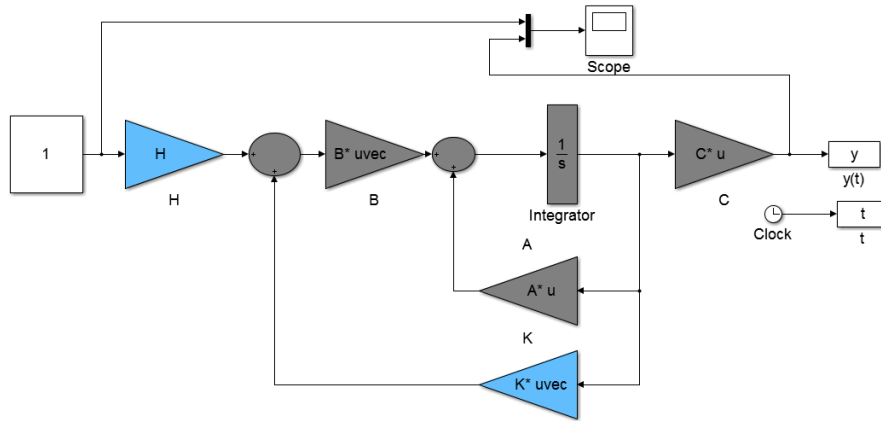 Scope
1
H
+
+
B* uvec
+
+
1
s
C* u
y
H
B
Integrator
C
y(t)
t
Clock
t
A
A* u
K
K* uvec